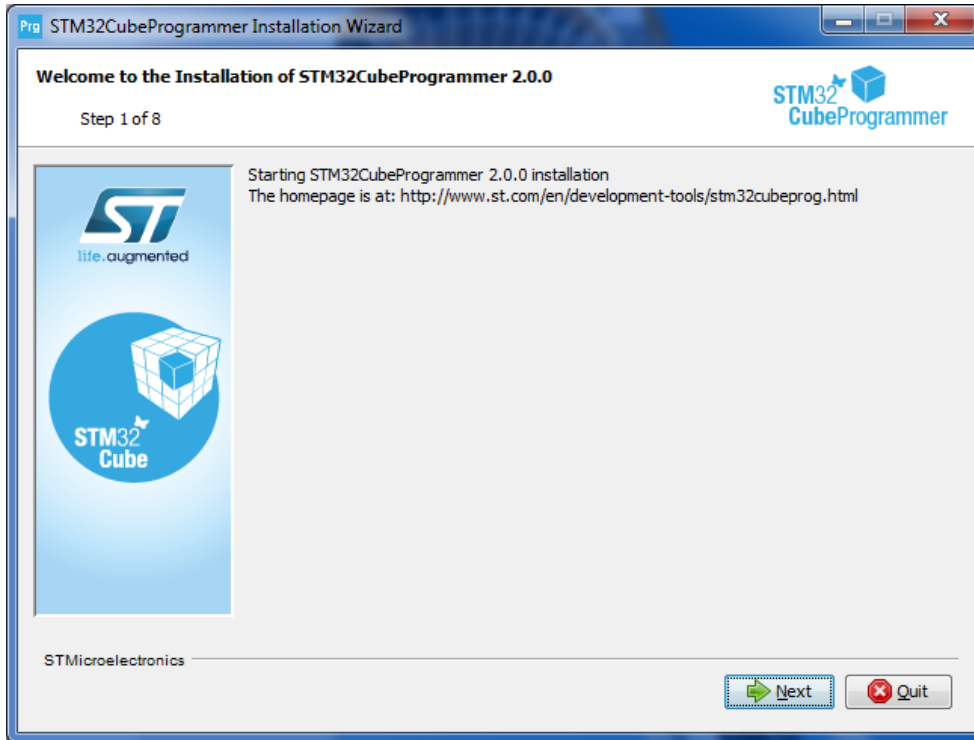 Prg STM32CubeProgrammer Installation Wizard
Welcome to the Installation of STM32CubeProgrammer 2.0.0
Step 1 of 8
STM32
CubeProgrammer
Starting STM32CubeProgrammer 2.0.0 installation
The homepage is at: http://www.st.com/en/development-tools/stm32cubeprog.html
ST
life.augmented
STM32
Cube
STMicroelectronics
Next
Quit